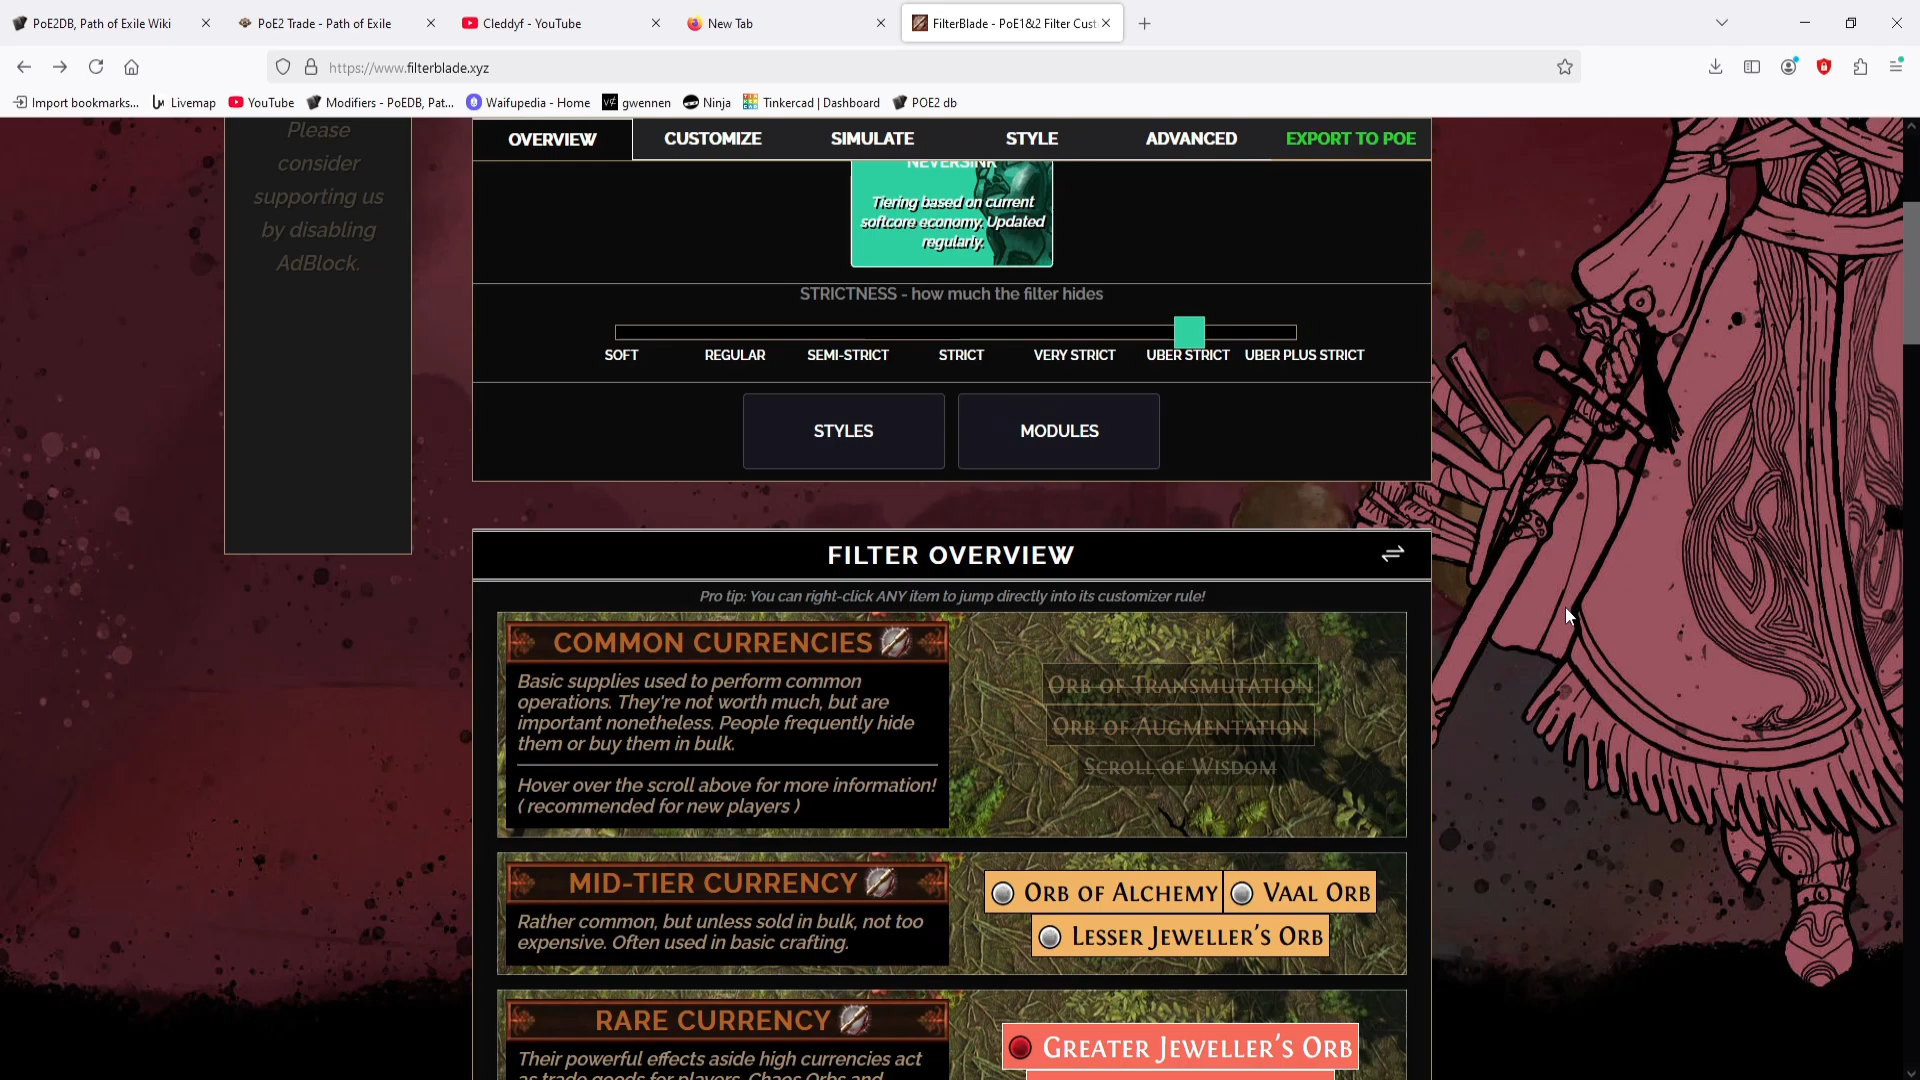 PoE2DB, Path of Exile Wiki
PoE2 Trade - Path of Exile
Cleddyf - YouTube
New Tab
FilterBlade - PoE1&2 Filter Cust
https://www.filterblade.xyz
Import bookmarks...
Livemap
YouTube
Modifiers - PoEDB, Pat...
Waifupedia - Home
gwennen
Ninja
Tinkercad | Dashboard
POE2 db
Please
consider
supporting us
by disabling
AdBlock.
OVERVIEW
CUSTOMIZE
SIMULATE
STYLE
ADVANCED
EXPORT TO POE
NEVERSINK
Tiering based on current
softcore economy. Updated
regularly.
STRICTNESS - how much the filter hides
SOFT
REGULAR
SEMI-STRICT
STRICT
VERY STRICT
UBER STRICT
UBER PLUS STRICT
STYLES
MODULES
FILTER OVERVIEW
Pro tip: You can right-click ANY item to jump directly into its customizer rule!
COMMON CURRENCIES
Basic supplies used to perform common
operations. They're not worth much, but are
important nonetheless. People frequently hide
them or buy them in bulk.
Hover over the scroll above for more information!
( recommended for new players )
Orb of Transmutation
Orb of Augmentation
Scroll of Wisdom
MID-TIER CURRENCY
Rather common, but unless sold in bulk, not too
expensive. Often used in basic crafting.
Orb of Alchemy
Vaal Orb
Lesser Jeweller's Orb
RARE CURRENCY
Their powerful effects aside high currencies act
as trade goods for players. Chaos Orbs and
Greater Jeweller's Orb